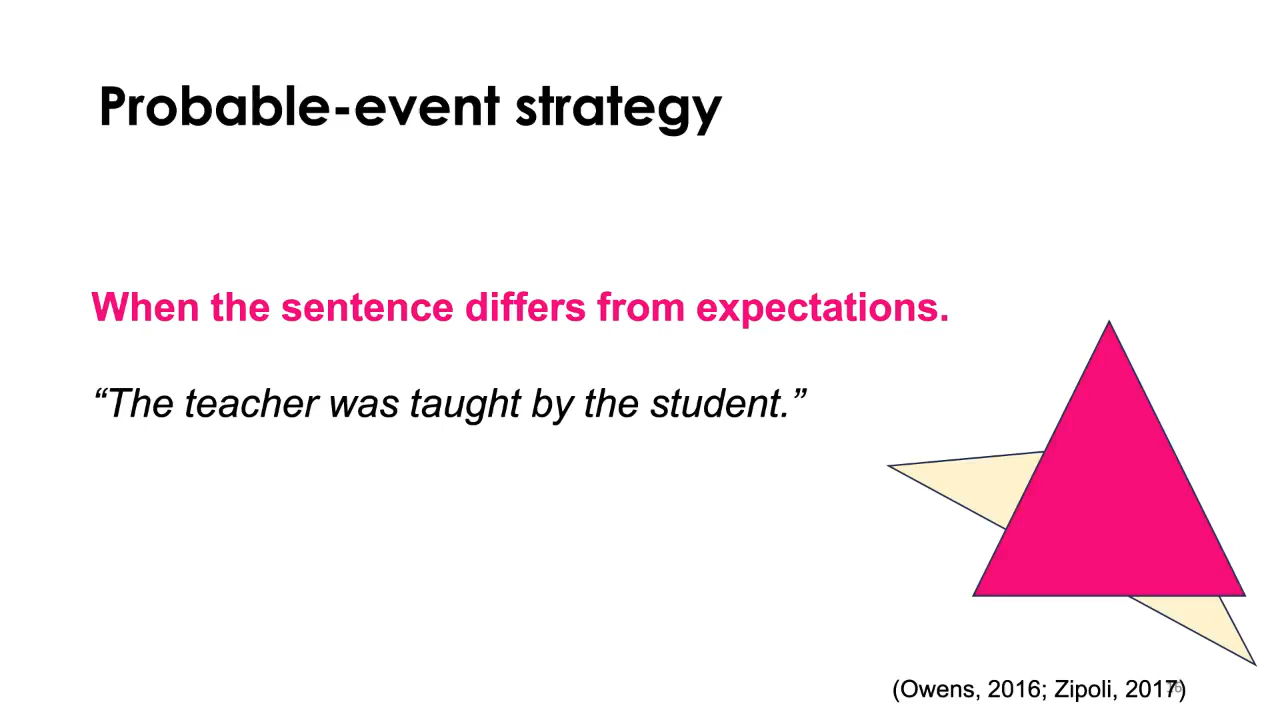 Probable-event strategy
When the sentence differs from expectations.
“The teacher was taught by the student.”
(Owens, 2016; Zipoli, 2017)